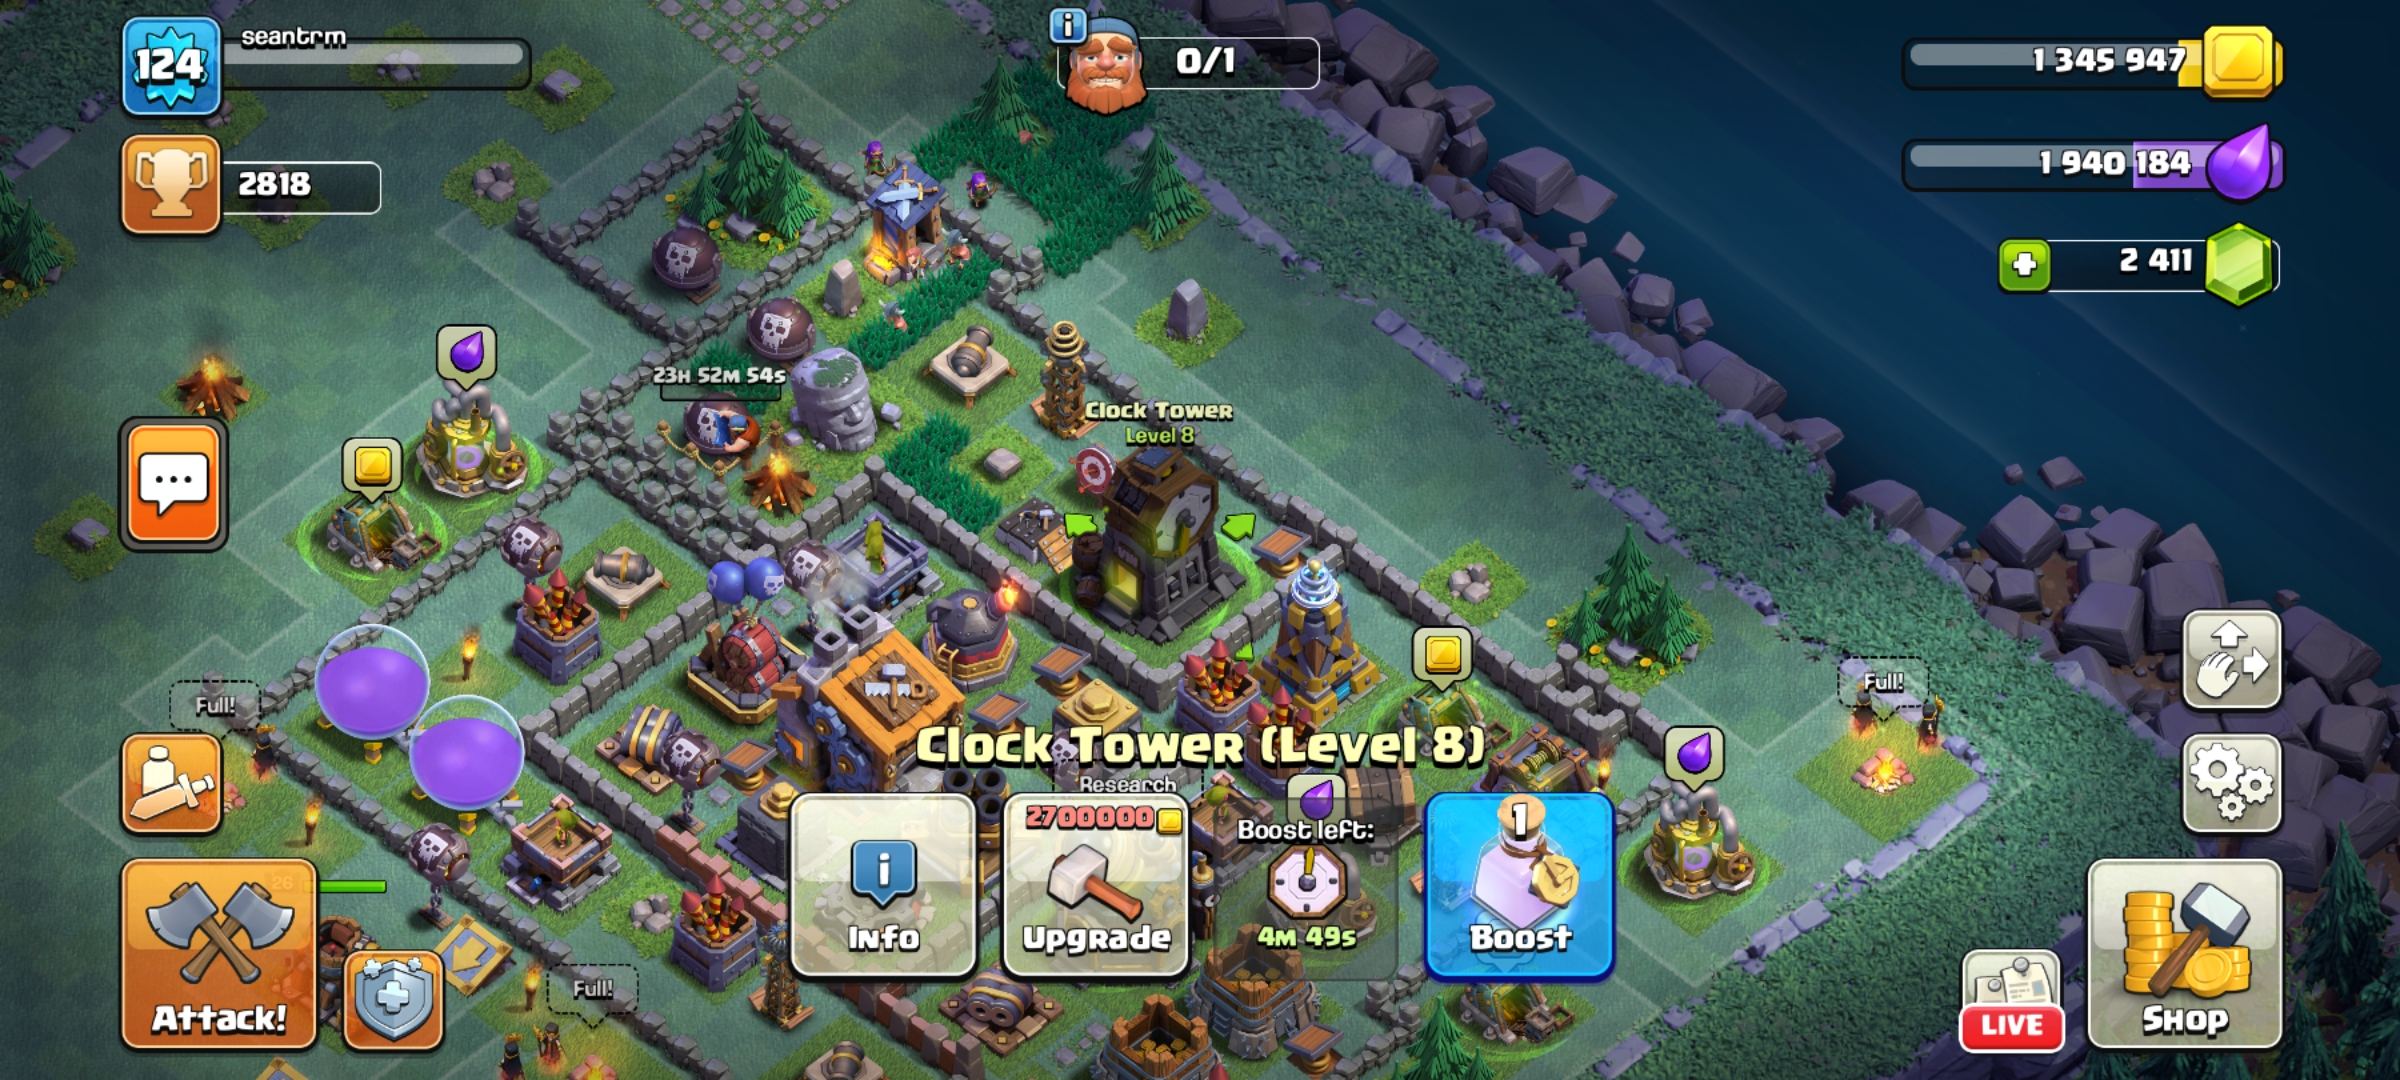 124
seantrm
0/1
1 345 947
2818
1 940 184
2 411
23H 52M 54s
Clock Tower
Level 8
Full!
Full!
Clock Tower (Level 8)
Research
1
2700000
Boost left:
26
Info
Upgrade
4M 49s
Boost
Full!
Attack!
LIVE
Shop